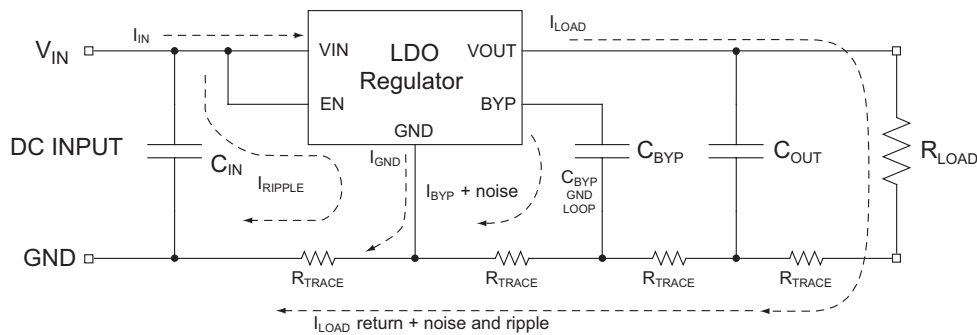 I_IN
I_LOAD
V_IN
VIN
LDO
Regulator
VOUT
EN
BYP
GND
DC INPUT
C_IN
I_RIPPLE
I_GND
I_BYP + noise
C_BYP
GND
LOOP
C_BYP
C_OUT
R_LOAD
GND
R_TRACE
R_TRACE
R_TRACE
R_TRACE
I_LOAD return + noise and ripple